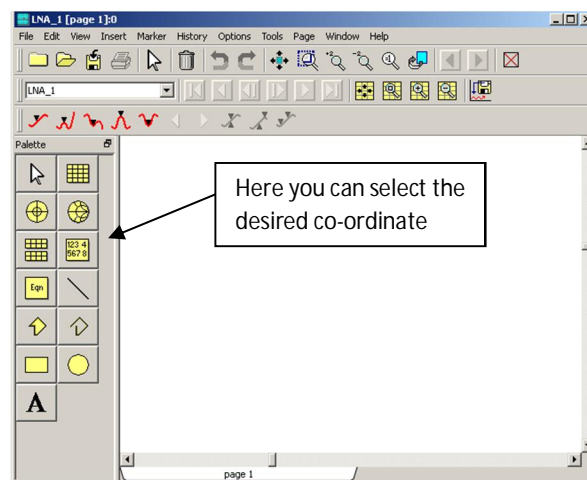 LNA_1 [page 1]:0
File Edit View Insert Marker History Options Tools Page Window Help
LNA_1
Palette
Here you can select the
desired co-ordinate
123 4
567 8
Eqn
A
page 1